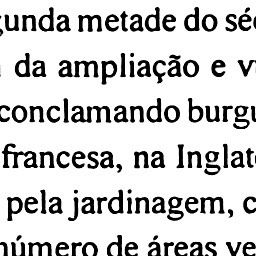 gunda metade do sé
da ampliação e v
conclamando burgu
francesa, na Inglat
pela jardinagem, c
número de áreas ve